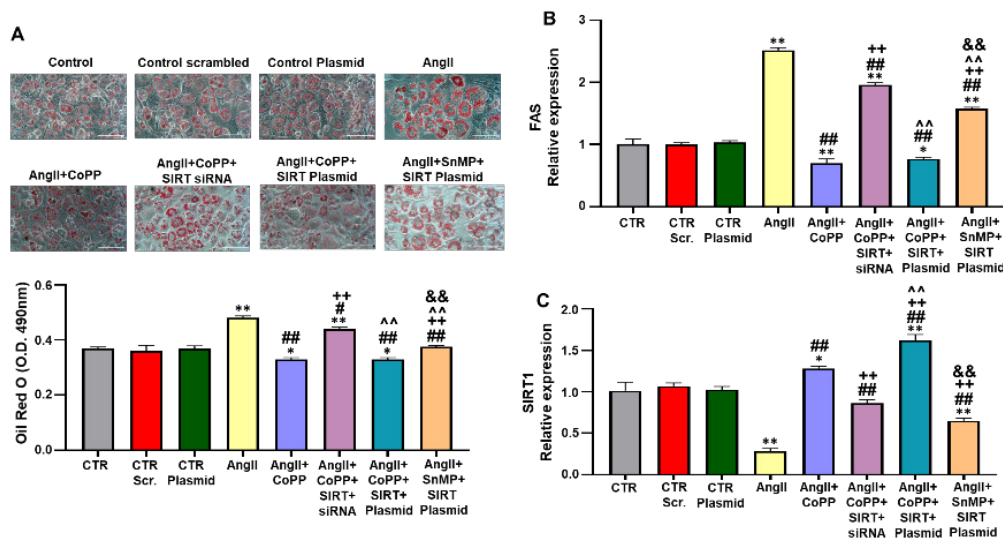 A
Control
Control scrambled
Control Plasmid
AngII
AngII+CoPP
AngII+CoPP+
SIRT siRNA
AngII+CoPP+
SIRT Plasmid
AngII+SnMP+
SIRT Plasmid
Oil Red O (O.D. 490nm)
0.6
0.4
0.2
0.0
**
##
*
++
#
**
^^
##
*
&&
^^
++
##
CTR
CTR
Scr.
CTR
Plasmid
AngII
AngII+
CoPP
AngII+
CoPP+
SIRT+
siRNA
AngII+
CoPP+
SIRT+
Plasmid
AngII+
SnMP+
SIRT
Plasmid
B
FAS
Relative expression
3
2
1
0
**
##
**
++
##
**
^^
##
*
&&
^^
++
##
**
CTR
CTR
Scr.
CTR
Plasmid
AngII
AngII+
CoPP
AngII+
CoPP+
SIRT+
siRNA
AngII+
CoPP+
SIRT+
Plasmid
AngII+
SnMP+
SIRT
Plasmid
C
SIRT1
Relative expression
2.0
1.5
1.0
0.5
0.0
**
##
*
++
##
^^
++
##
**
&&
++
##
**
CTR
CTR
Scr.
CTR
Plasmid
AngII
AngII+
CoPP
AngII+
CoPP+
SIRT+
siRNA
AngII+
CoPP+
SIRT+
Plasmid
AngII+
SnMP+
SIRT
Plasmid